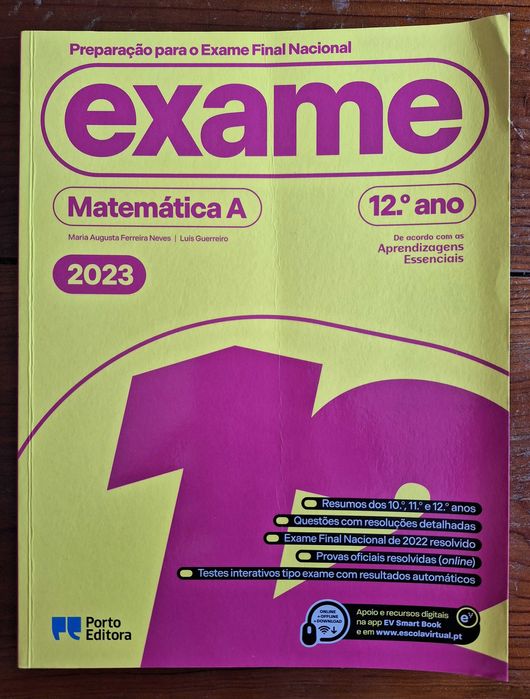 Preparação para o Exame Final Nacional
exame
Matemática A
12.º ano
Maria Augusta Ferreira Neves | Luís Guerreiro
De acordo com as
Aprendizagens
Essenciais
2023
12
Resumos dos 10.º, 11.º e 12.º anos
Questões com resoluções detalhadas
Exame Final Nacional de 2022 resolvido
Provas oficiais resolvidas (online)
Testes interativos tipo exame com resultados automáticos
Porto
Editora
ONLINE
+OFFLINE
+DOWNLOAD
Apoio e recursos digitais
na app EV Smart Book
e em www.escolavirtual.pt
ev